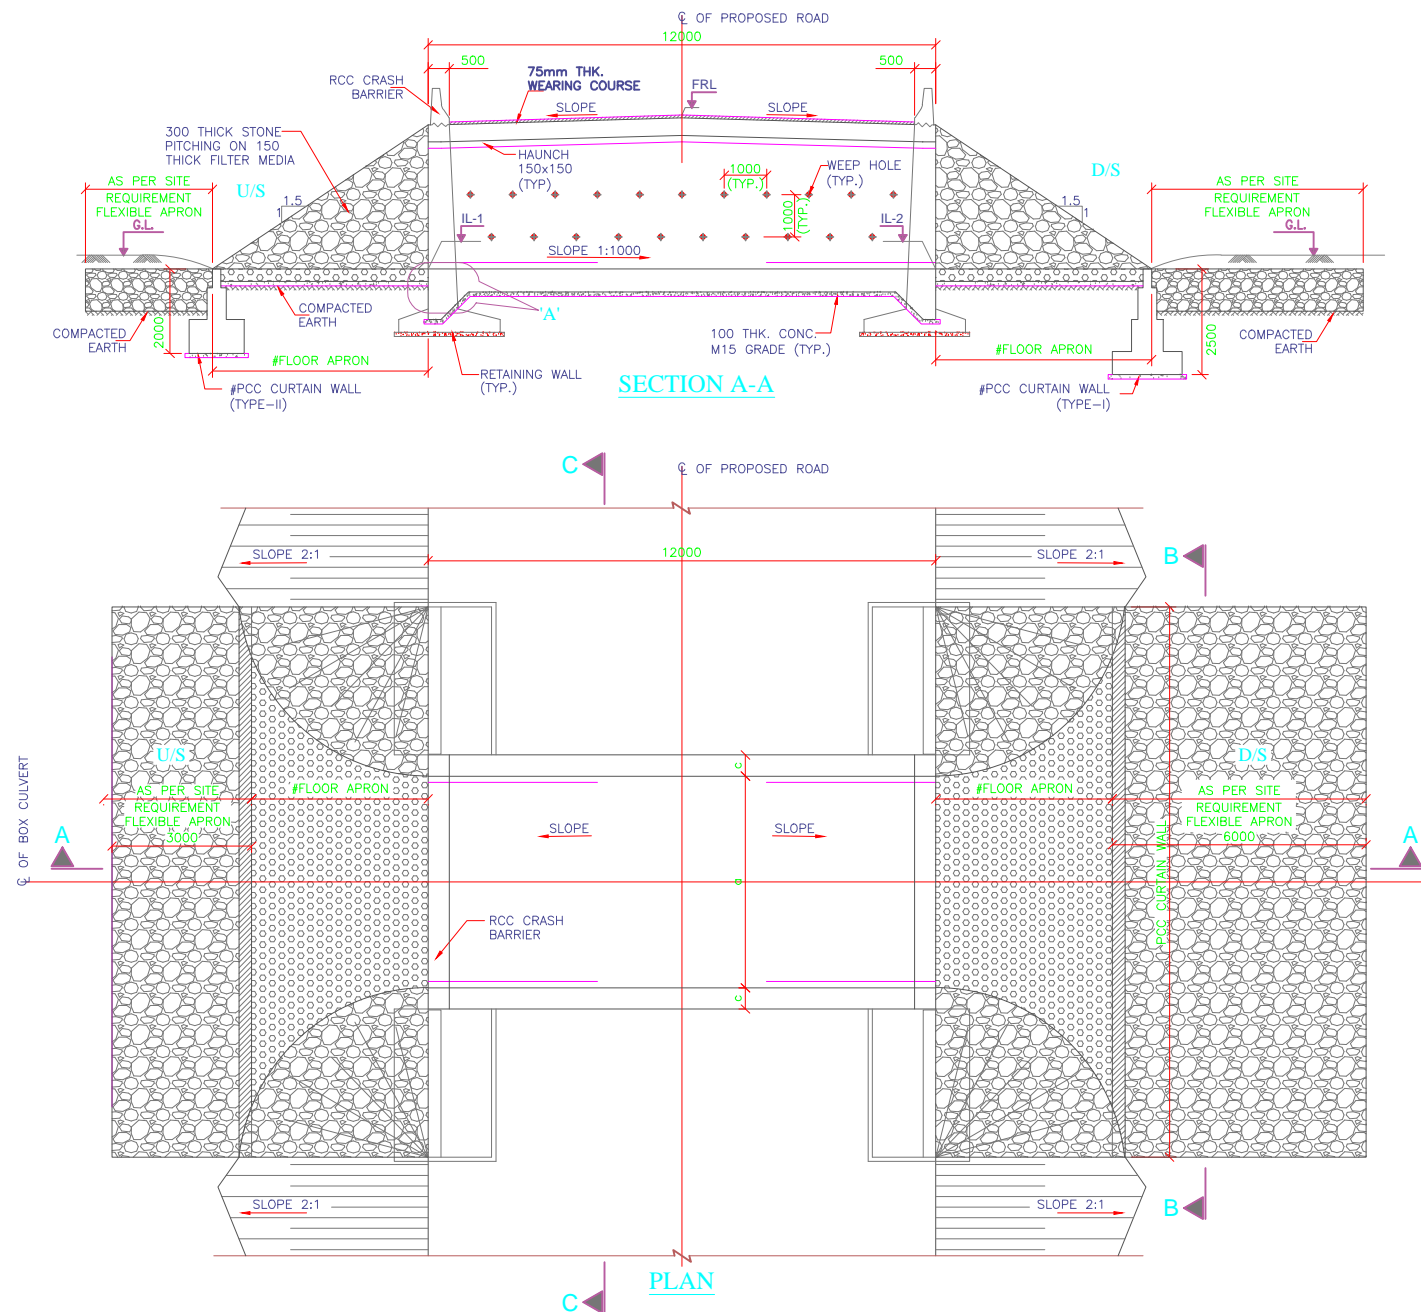 ℄ OF PROPOSED ROAD
12000
500
500
RCC CRASH
BARRIER
75mm THK.
WEARING COURSE
FRL
SLOPE
SLOPE
300 THICK STONE
PITCHING ON 150
THICK FILTER MEDIA
HAUNCH
150x150
(TYP)
1000
(TYP.)
WEEP HOLE
(TYP.)
D/S
AS PER SITE
REQUIREMENT
FLEXIBLE APRON
G.L.
U/S
1.5
1
IL-1
1000
(TYP.)
IL-2
1.5
1
AS PER SITE
REQUIREMENT
FLEXIBLE APRON
G.L.
SLOPE 1:1000
COMPACTED
EARTH
'A'
COMPACTED
EARTH
2000
100 THK. CONC.
M15 GRADE (TYP.)
2500
COMPACTED
EARTH
#FLOOR APRON
#FLOOR APRON
#PCC CURTAIN WALL
(TYPE-II)
RETAINING WALL
(TYP.)
SECTION A-A
#PCC CURTAIN WALL
(TYPE-I)
C
℄ OF PROPOSED ROAD
SLOPE 2:1
12000
SLOPE 2:1
B
U/S
D/S
℄ OF BOX CULVERT
AS PER SITE
REQUIREMENT
FLEXIBLE APRON
3000
#FLOOR APRON
c
#FLOOR APRON
AS PER SITE
REQUIREMENT
FLEXIBLE APRON
6000
A
SLOPE
SLOPE
A
PCC CURTAIN WAL
a
RCC CRASH
BARRIER
c
SLOPE 2:1
SLOPE 2:1
B
PLAN
C